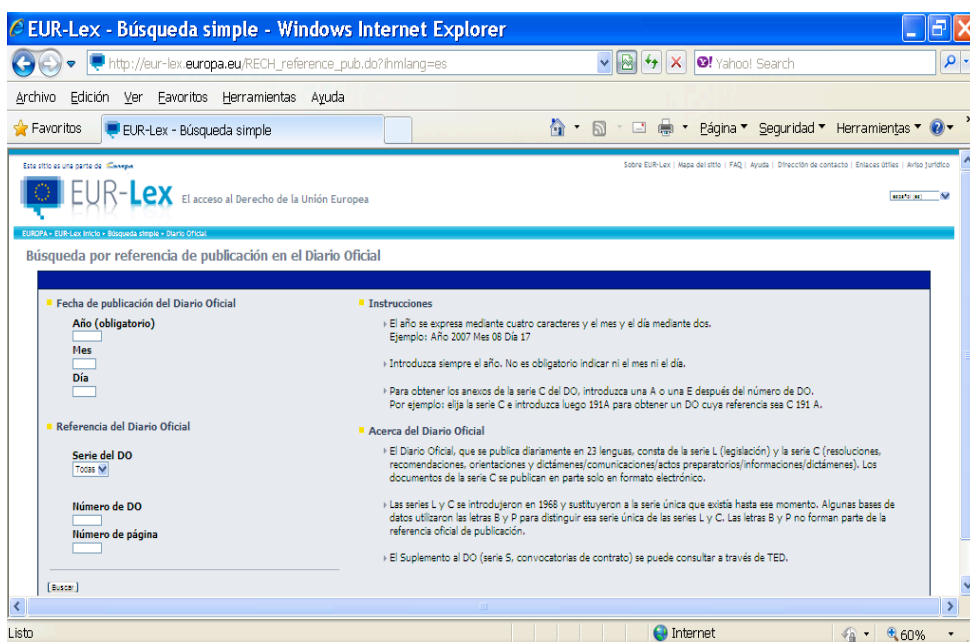 EUR-Lex - Búsqueda simple - Windows Internet Explorer
http://eur-lex.europa.eu/RECH_reference_pub.do?ihmlang=es
Yahoo! Search
Archivo Edición Ver Favoritos Herramientas Ayuda
Favoritos EUR-Lex - Búsqueda simple Página Seguridad Herramientas
Este sitio es una parte de Europa
Sobre EUR-Lex | Mapa del sitio | FAQ | Ayuda | Dirección de contacto | Enlaces útiles | Aviso jurídico
EUR-Lex El acceso al Derecho de la Unión Europea
español (es)
EUROPA > EUR-Lex Inicio > Búsqueda simple > Diario Oficial
Búsqueda por referencia de publicación en el Diario Oficial
Fecha de publicación del Diario Oficial
Año (obligatorio)
Mes
Día
Referencia del Diario Oficial
Serie del DO
Todas
Número de DO
Número de página
[Buscar]
Instrucciones
El año se expresa mediante cuatro caracteres y el mes y el día mediante dos.
Ejemplo: Año 2007 Mes 08 Día 17
Introduzca siempre el año. No es obligatorio indicar ni el mes ni el día.
Para obtener los anexos de la serie C del DO, introduzca una A o una E después del número de DO.
Por ejemplo: elija la serie C e introduzca luego 191A para obtener un DO cuya referencia sea C 191 A.
Acerca del Diario Oficial
El Diario Oficial, que se publica diariamente en 23 lenguas, consta de la serie L (legislación) y la serie C (resoluciones,
recomendaciones, orientaciones y dictámenes/comunicaciones/actos preparatorios/informaciones/dictámenes). Los
documentos de la serie C se publican en parte solo en formato electrónico.
Las series L y C se introdujeron en 1968 y sustituyeron a la serie única que existía hasta ese momento. Algunas bases de
datos utilizaron las letras B y P para distinguir esa serie única de las series L y C. Las letras B y P no forman parte de la
referencia oficial de publicación.
El Suplemento al DO (serie S, convocatorias de contrato) se puede consultar a través de TED.
Listo
Internet
60%